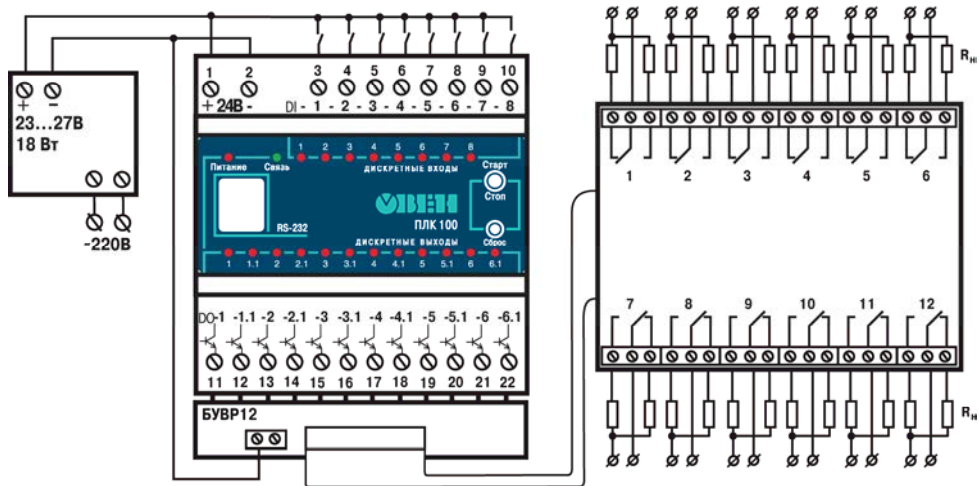 + −
23...27В
18 Вт
-220В
1 2 3 4 5 6 7 8 9 10
+ 24В - DI - 1 - 2 - 3 - 4 - 5 - 6 - 7 - 8
1 2 3 4 5 6 7 8
Питание Связь ДИСКРЕТНЫЕ ВХОДЫ Старт
Стоп
ОВЕН
ПЛК 100
RS-232
ДИСКРЕТНЫЕ ВЫХОДЫ Сброс
1 1.1 2 2.1 3 3.1 4 4.1 5 5.1 6 6.1
DO-1 -1.1 -2 -2.1 -3 -3.1 -4 -4.1 -5 -5.1 -6 -6.1
11 12 13 14 15 16 17 18 19 20 21 22
БУВР12
Rн
1 2 3 4 5 6
7 8 9 10 11 12
Rн